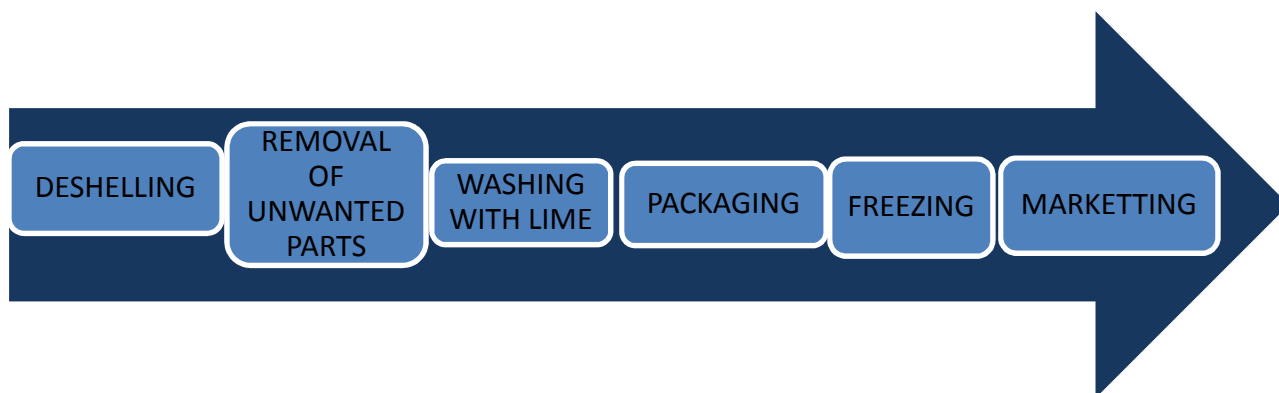 DESHELLING
REMOVAL
OF
UNWANTED
PARTS
WASHING
WITH LIME
PACKAGING
FREEZING
MARKETTING